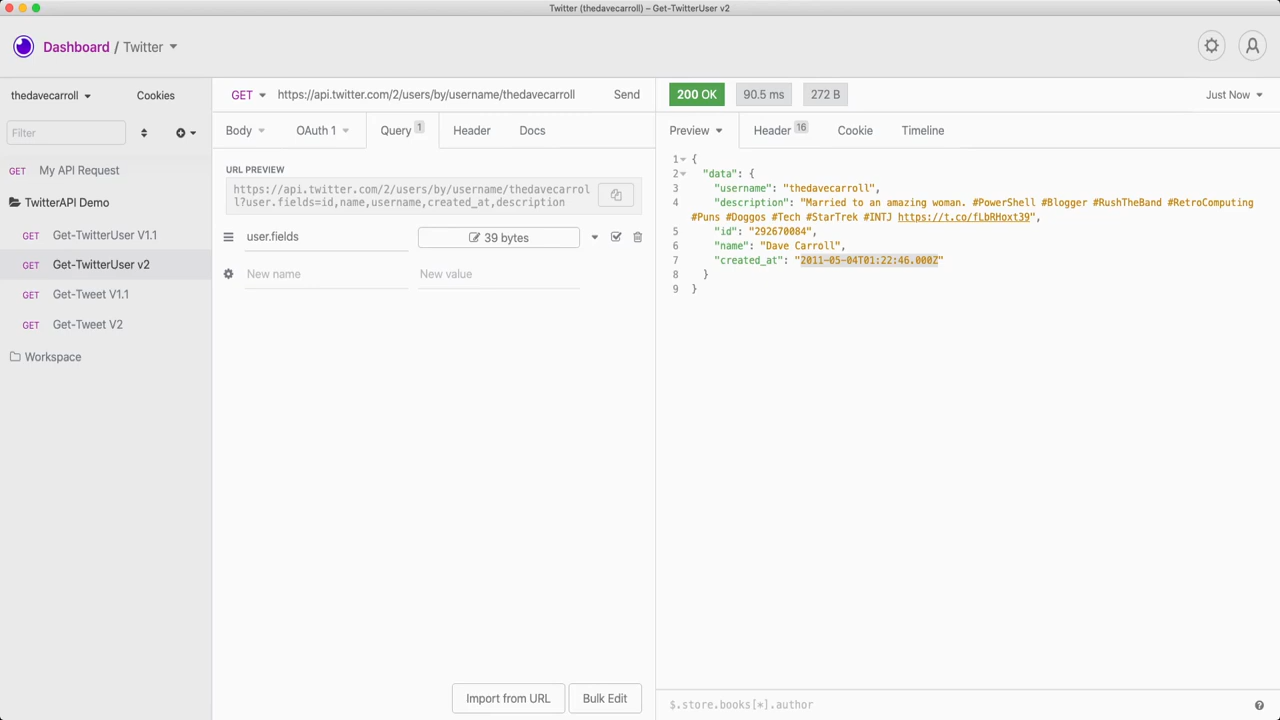 Twitter (thedavecarroll) – Get-TwitterUser v2
Dashboard / Twitter
thedavecarroll
Cookies
Filter
GET My API Request
TwitterAPI Demo
GET Get-TwitterUser V1.1
GET Get-TwitterUser v2
GET Get-Tweet V1.1
GET Get-Tweet V2
Workspace
GET https://api.twitter.com/2/users/by/username/thedavecarroll Send
Body OAuth 1 Query 1 Header Docs
URL PREVIEW
https://api.twitter.com/2/users/by/username/thedavecarrol
l?user.fields=id,name,username,created_at,description
user.fields 39 bytes
New name New value
Import from URL Bulk Edit
200 OK 90.5 ms 272 B Just Now
Preview Header 16 Cookie Timeline
1 {
2 "data": {
3 "username": "thedavecarroll",
4 "description": "Married to an amazing woman. #PowerShell #Blogger #RushTheBand #RetroComputing
#Puns #Doggos #Tech #StarTrek #INTJ https://t.co/fLbRHoxt39",
5 "id": "292670084",
6 "name": "Dave Carroll",
7 "created_at": "2011-05-04T01:22:46.000Z"
8 }
9 }
$.store.books[*].author